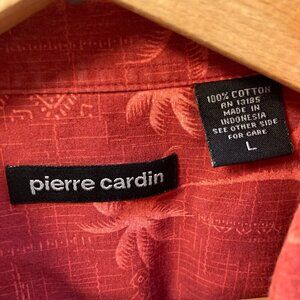 100% COTTON
RN 13185
MADE IN
INDONESIA
SEE OTHER SIDE
FOR CARE
L
pierre cardin